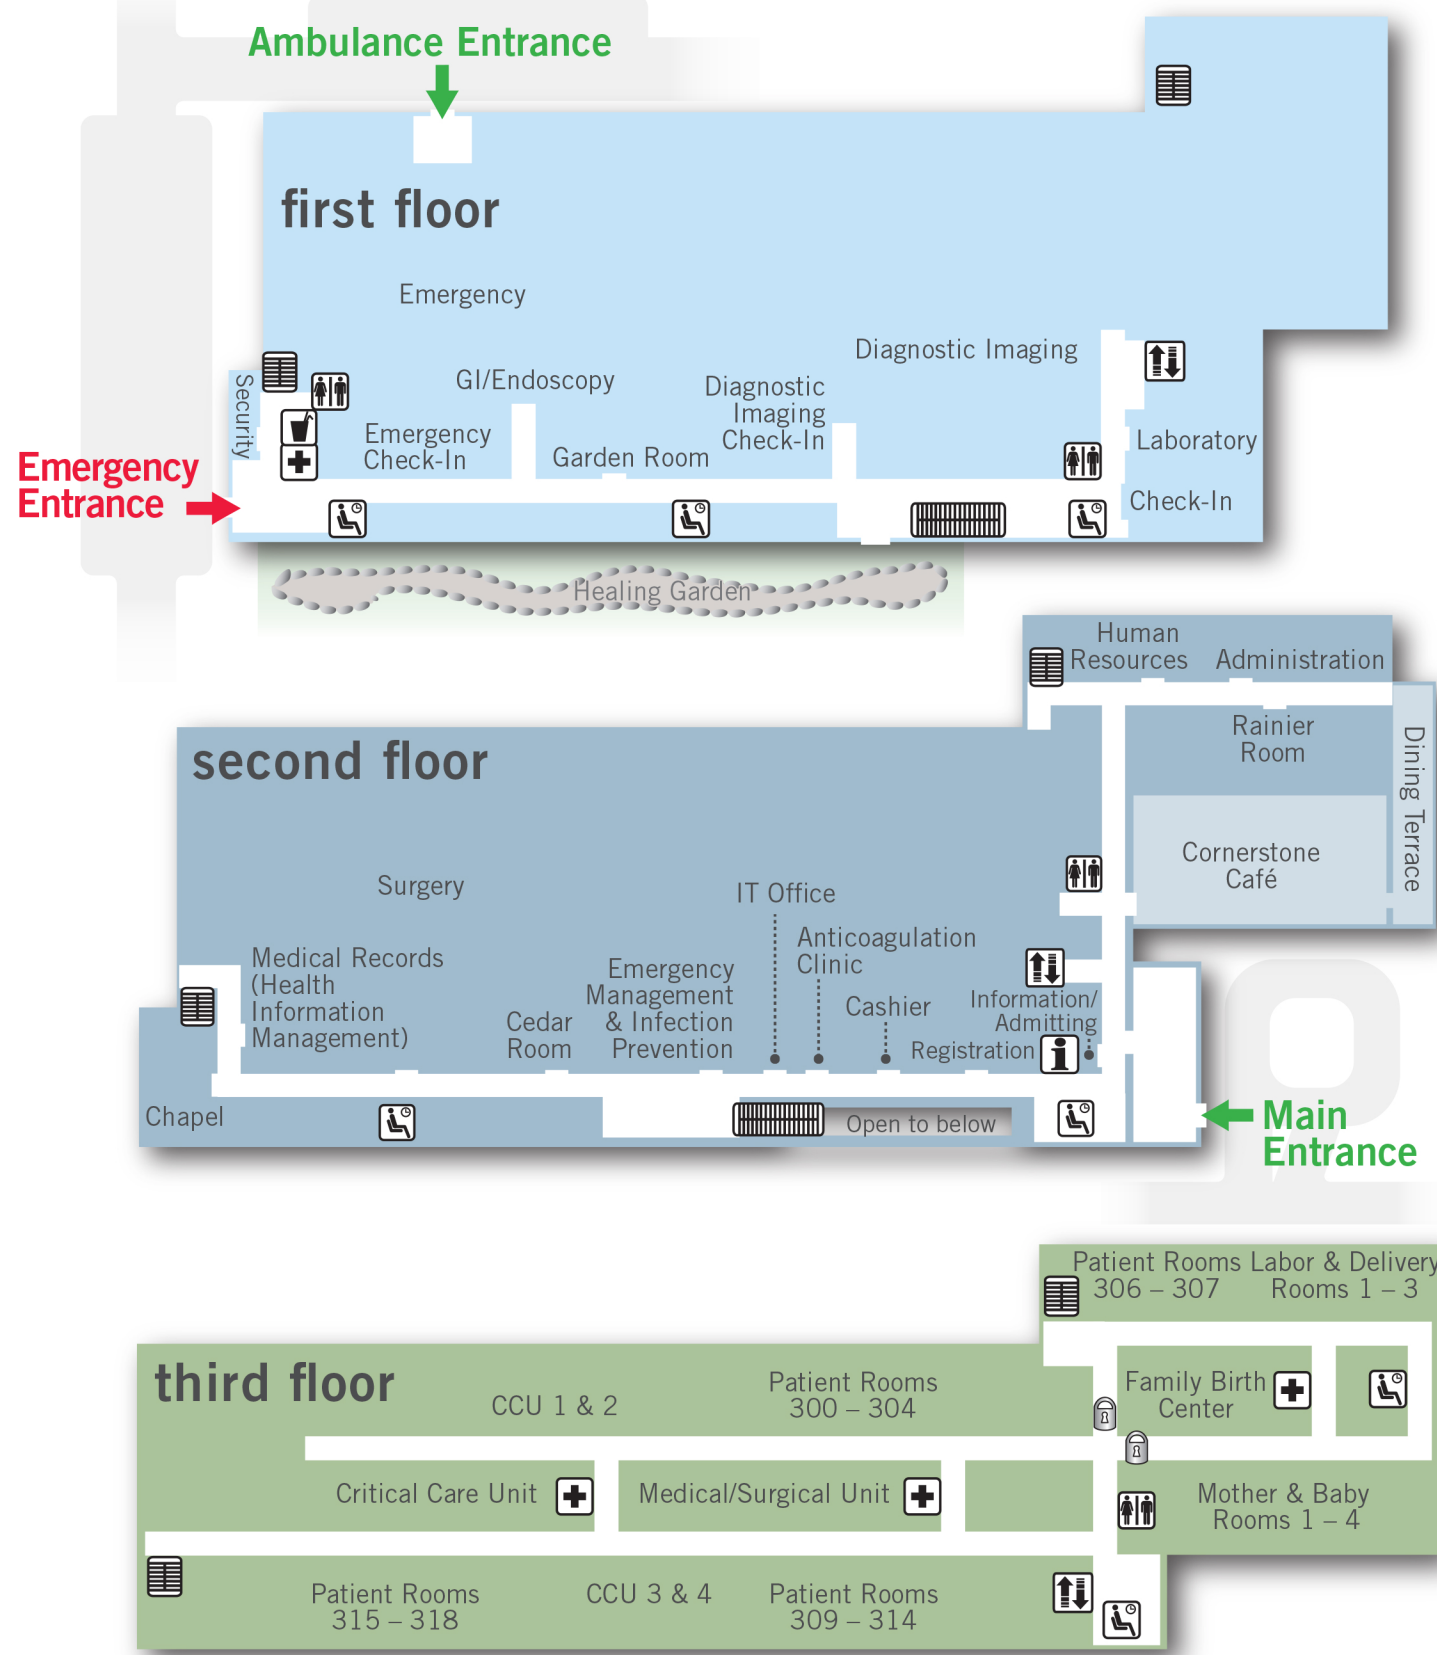 Ambulance Entrance
first floor
Emergency
Diagnostic Imaging
GI/Endoscopy
Diagnostic
Imaging
Check-In
Security
Emergency
Check-In
Garden Room
Laboratory
Emergency
Entrance
Check-In
Healing Garden
Human
Resources
Administration
second floor
Rainier
Room
Dining Terrace
Cornerstone
Café
Surgery
IT Office
Anticoagulation
Clinic
Medical Records
(Health
Information
Management)
Emergency
Management
& Infection
Prevention
Cedar
Room
Cashier
Information/
Admitting
Registration
i
Chapel
Open to below
Main
Entrance
Patient Rooms
306 – 307
Labor & Delivery
Rooms 1 – 3
third floor
CCU 1 & 2
Patient Rooms
300 – 304
Family Birth
Center
Critical Care Unit
Medical/Surgical Unit
Mother & Baby
Rooms 1 – 4
Patient Rooms
315 – 318
CCU 3 & 4
Patient Rooms
309 – 314